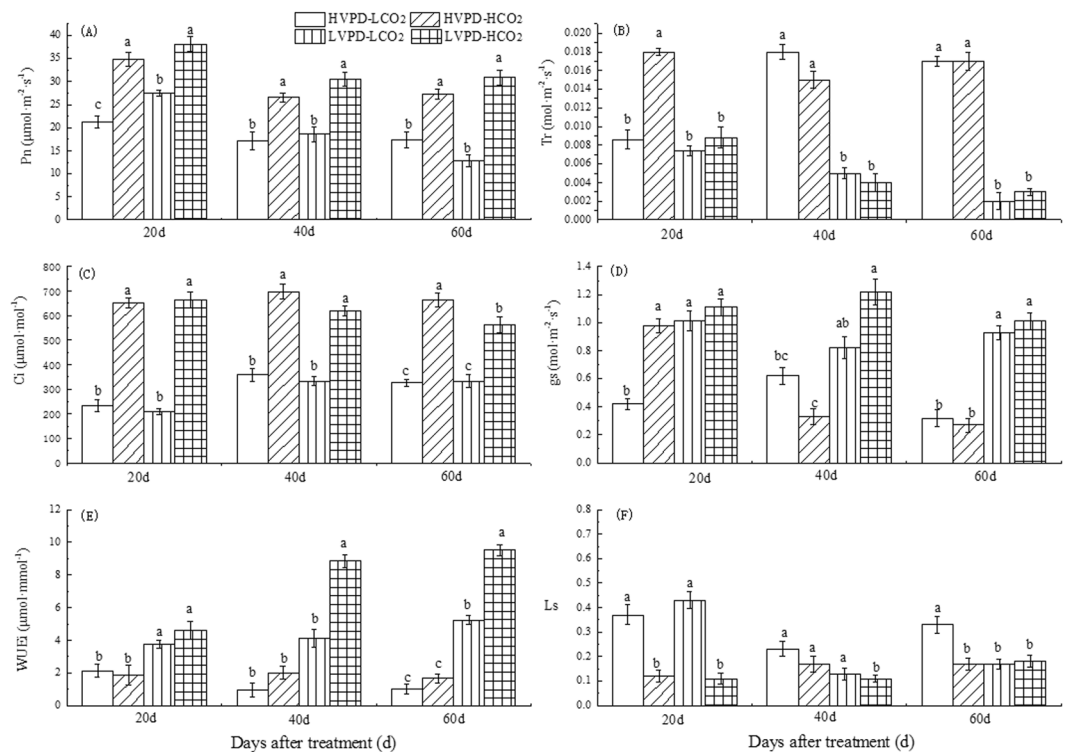 HVPD-LCO2 HVPD-HCO2
LVPD-LCO2 LVPD-HCO2
(A)
Pn (μmol·m⁻²·s⁻¹)
40
35
30
25
20
15
10
5
0
c a b a
b a b a
b a b a
20d 40d 60d
(B)
Tr (mol·m⁻²·s⁻¹)
0.020
0.018
0.016
0.014
0.012
0.010
0.008
0.006
0.004
0.002
0.000
b a b b
a a b b
a a b b
20d 40d 60d
(C)
Ci (μmol·mol⁻¹)
800
700
600
500
400
300
200
100
0
b a b a
b a b a
c a c b
20d 40d 60d
(D)
gs (mol·m⁻²·s⁻¹)
1.4
1.2
1.0
0.8
0.6
0.4
0.2
0.0
b a a a
bc c ab a
b b a a
20d 40d 60d
(E)
WUEi (μmol·mmol⁻¹)
12
10
8
6
4
2
0
b b a a
b b b a
c c b a
20d 40d 60d
Days after treatment (d)
(F)
Ls
0.8
0.7
0.6
0.5
0.4
0.3
0.2
0.1
0.0
a b a b
a a a b
a b b b
20d 40d 60d
Days after treatment (d)